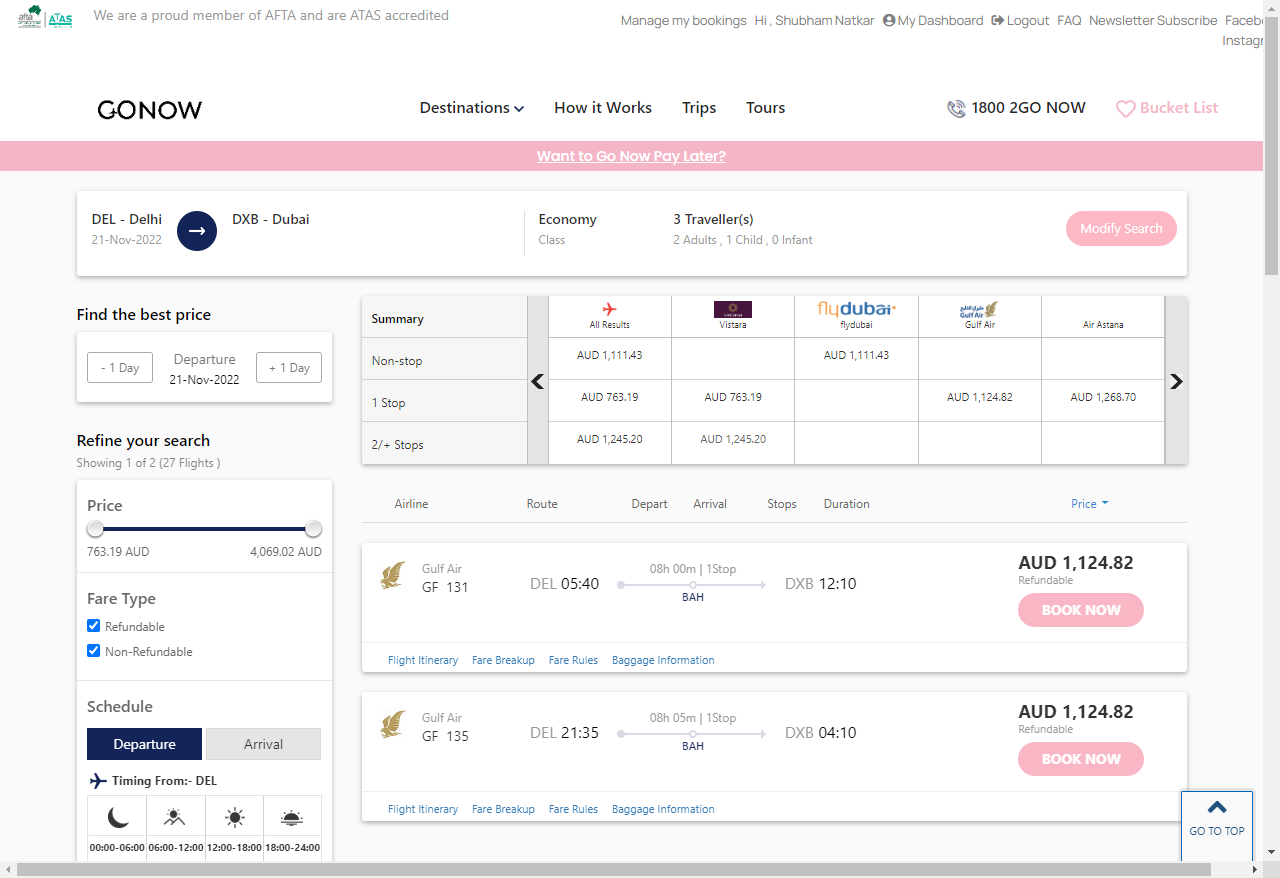 afta ATAS We are a proud member of AFTA and are ATAS accredited
Manage my bookings Hi , Shubham Natkar My Dashboard Logout FAQ Newsletter Subscribe Faceb
Instagr
GONOW Destinations How it Works Trips Tours 1800 2GO NOW Bucket List
Want to Go Now Pay Later?
DEL - Delhi DXB - Dubai Economy 3 Traveller(s) Modify Search
21-Nov-2022 Class 2 Adults , 1 Child , 0 Infant
Find the best price
- 1 Day Departure + 1 Day
21-Nov-2022
Refine your search
Showing 1 of 2 (27 Flights )
Price
763.19 AUD 4,069.02 AUD
Fare Type
Refundable
Non-Refundable
Schedule
Departure Arrival
Timing From:- DEL
00:00-06:00 06:00-12:00 12:00-18:00 18:00-24:00
flydubai Gulf Air
Summary All Results Vistara flydubai Gulf Air Air Astana
Non-stop AUD 1,111.43 AUD 1,111.43
1 Stop AUD 763.19 AUD 763.19 AUD 1,124.82 AUD 1,268.70
2/+ Stops AUD 1,245.20 AUD 1,245.20
Airline Route Depart Arrival Stops Duration Price
Gulf Air 08h 00m | 1Stop AUD 1,124.82
GF 131 DEL 05:40 DXB 12:10 Refundable
BAH BOOK NOW
Flight Itinerary Fare Breakup Fare Rules Baggage Information
Gulf Air 08h 05m | 1Stop AUD 1,124.82
GF 135 DEL 21:35 DXB 04:10 Refundable
BAH BOOK NOW
Flight Itinerary Fare Breakup Fare Rules Baggage Information
GO TO TOP